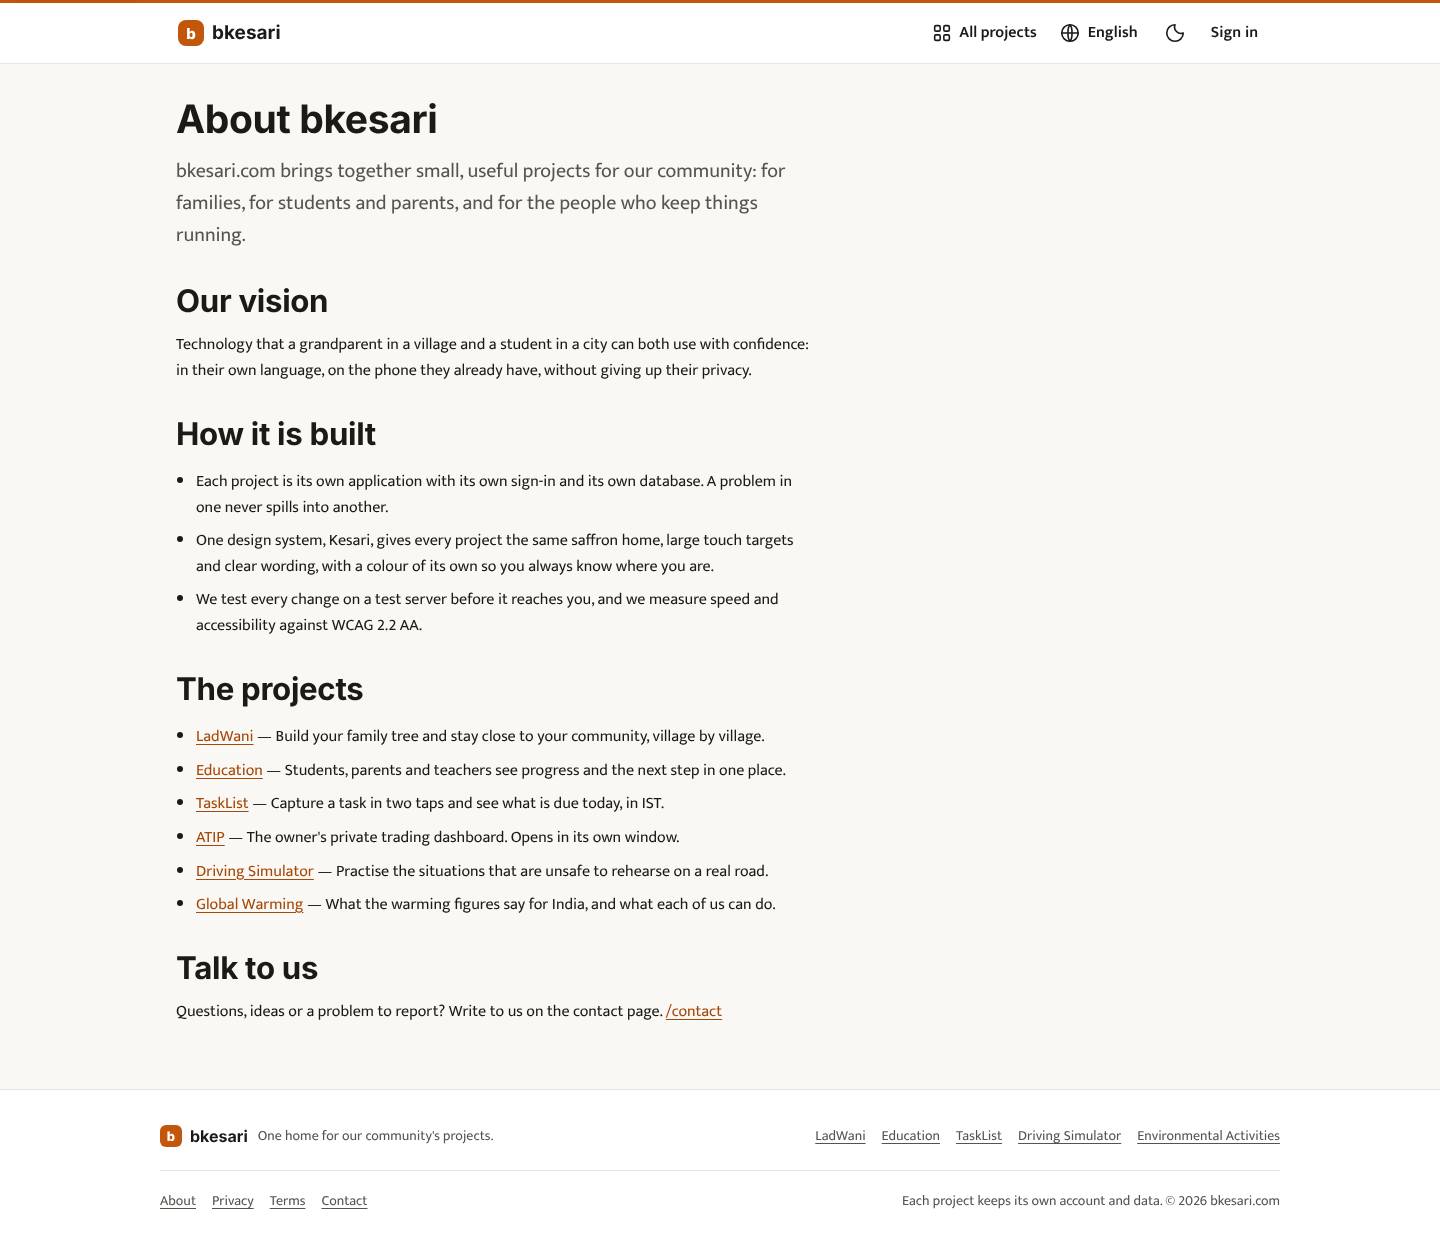 b bkesari
All projects English Sign in
About bkesari
bkesari.com brings together small, useful projects for our community: for
families, for students and parents, and for the people who keep things
running.
Our vision
Technology that a grandparent in a village and a student in a city can both use with confidence:
in their own language, on the phone they already have, without giving up their privacy.
How it is built
• Each project is its own application with its own sign-in and its own database. A problem in
one never spills into another.
• One design system, Kesari, gives every project the same saffron home, large touch targets
and clear wording, with a colour of its own so you always know where you are.
• We test every change on a test server before it reaches you, and we measure speed and
accessibility against WCAG 2.2 AA.
The projects
• LadWani — Build your family tree and stay close to your community, village by village.
• Education — Students, parents and teachers see progress and the next step in one place.
• TaskList — Capture a task in two taps and see what is due today, in IST.
• ATIP — The owner's private trading dashboard. Opens in its own window.
• Driving Simulator — Practise the situations that are unsafe to rehearse on a real road.
• Global Warming — What the warming figures say for India, and what each of us can do.
Talk to us
Questions, ideas or a problem to report? Write to us on the contact page. /contact
b bkesari One home for our community's projects.
LadWani Education TaskList Driving Simulator Environmental Activities
About Privacy Terms Contact
Each project keeps its own account and data. © 2026 bkesari.com